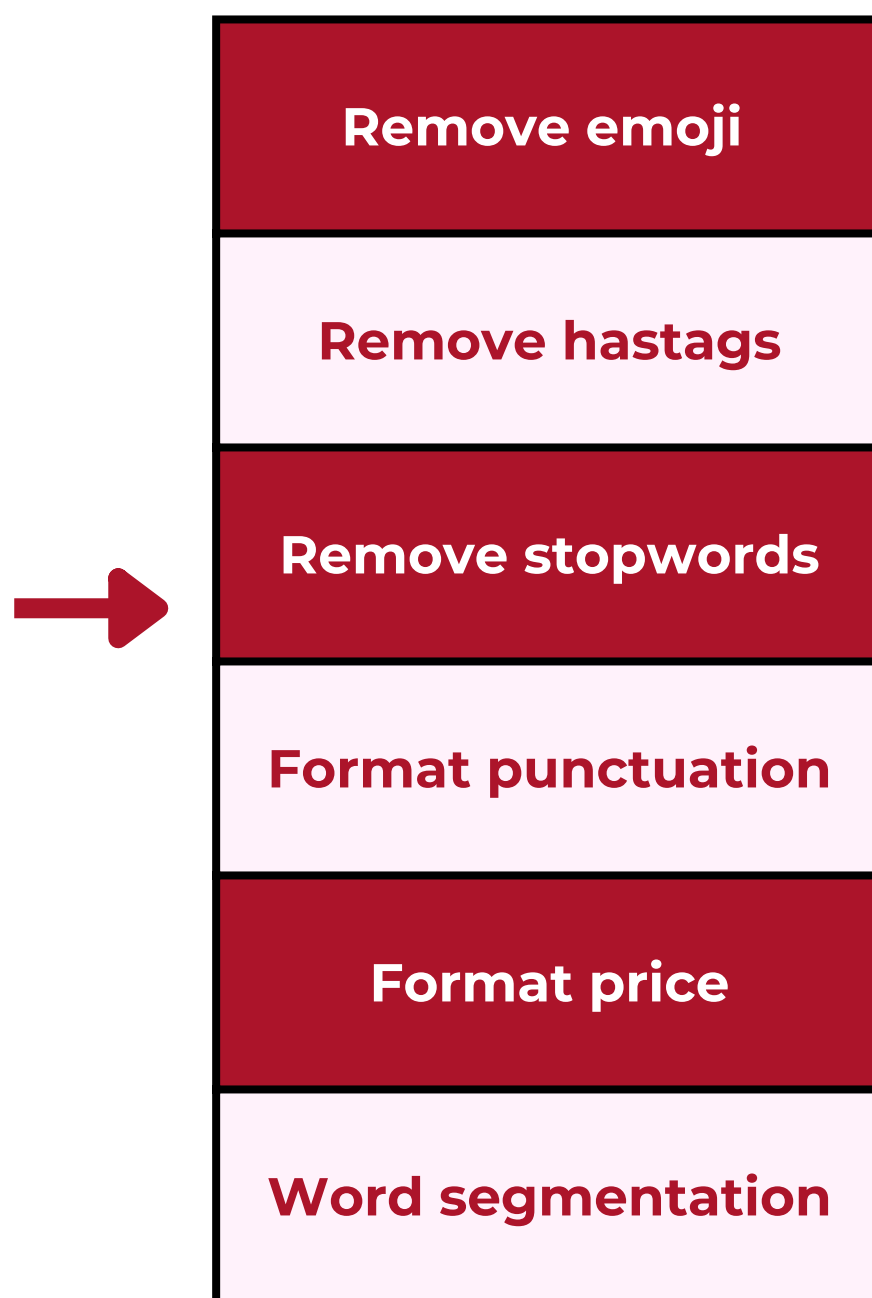 Remove emoji
Remove hastags
Remove stopwords
Format punctuation
Format price
Word segmentation